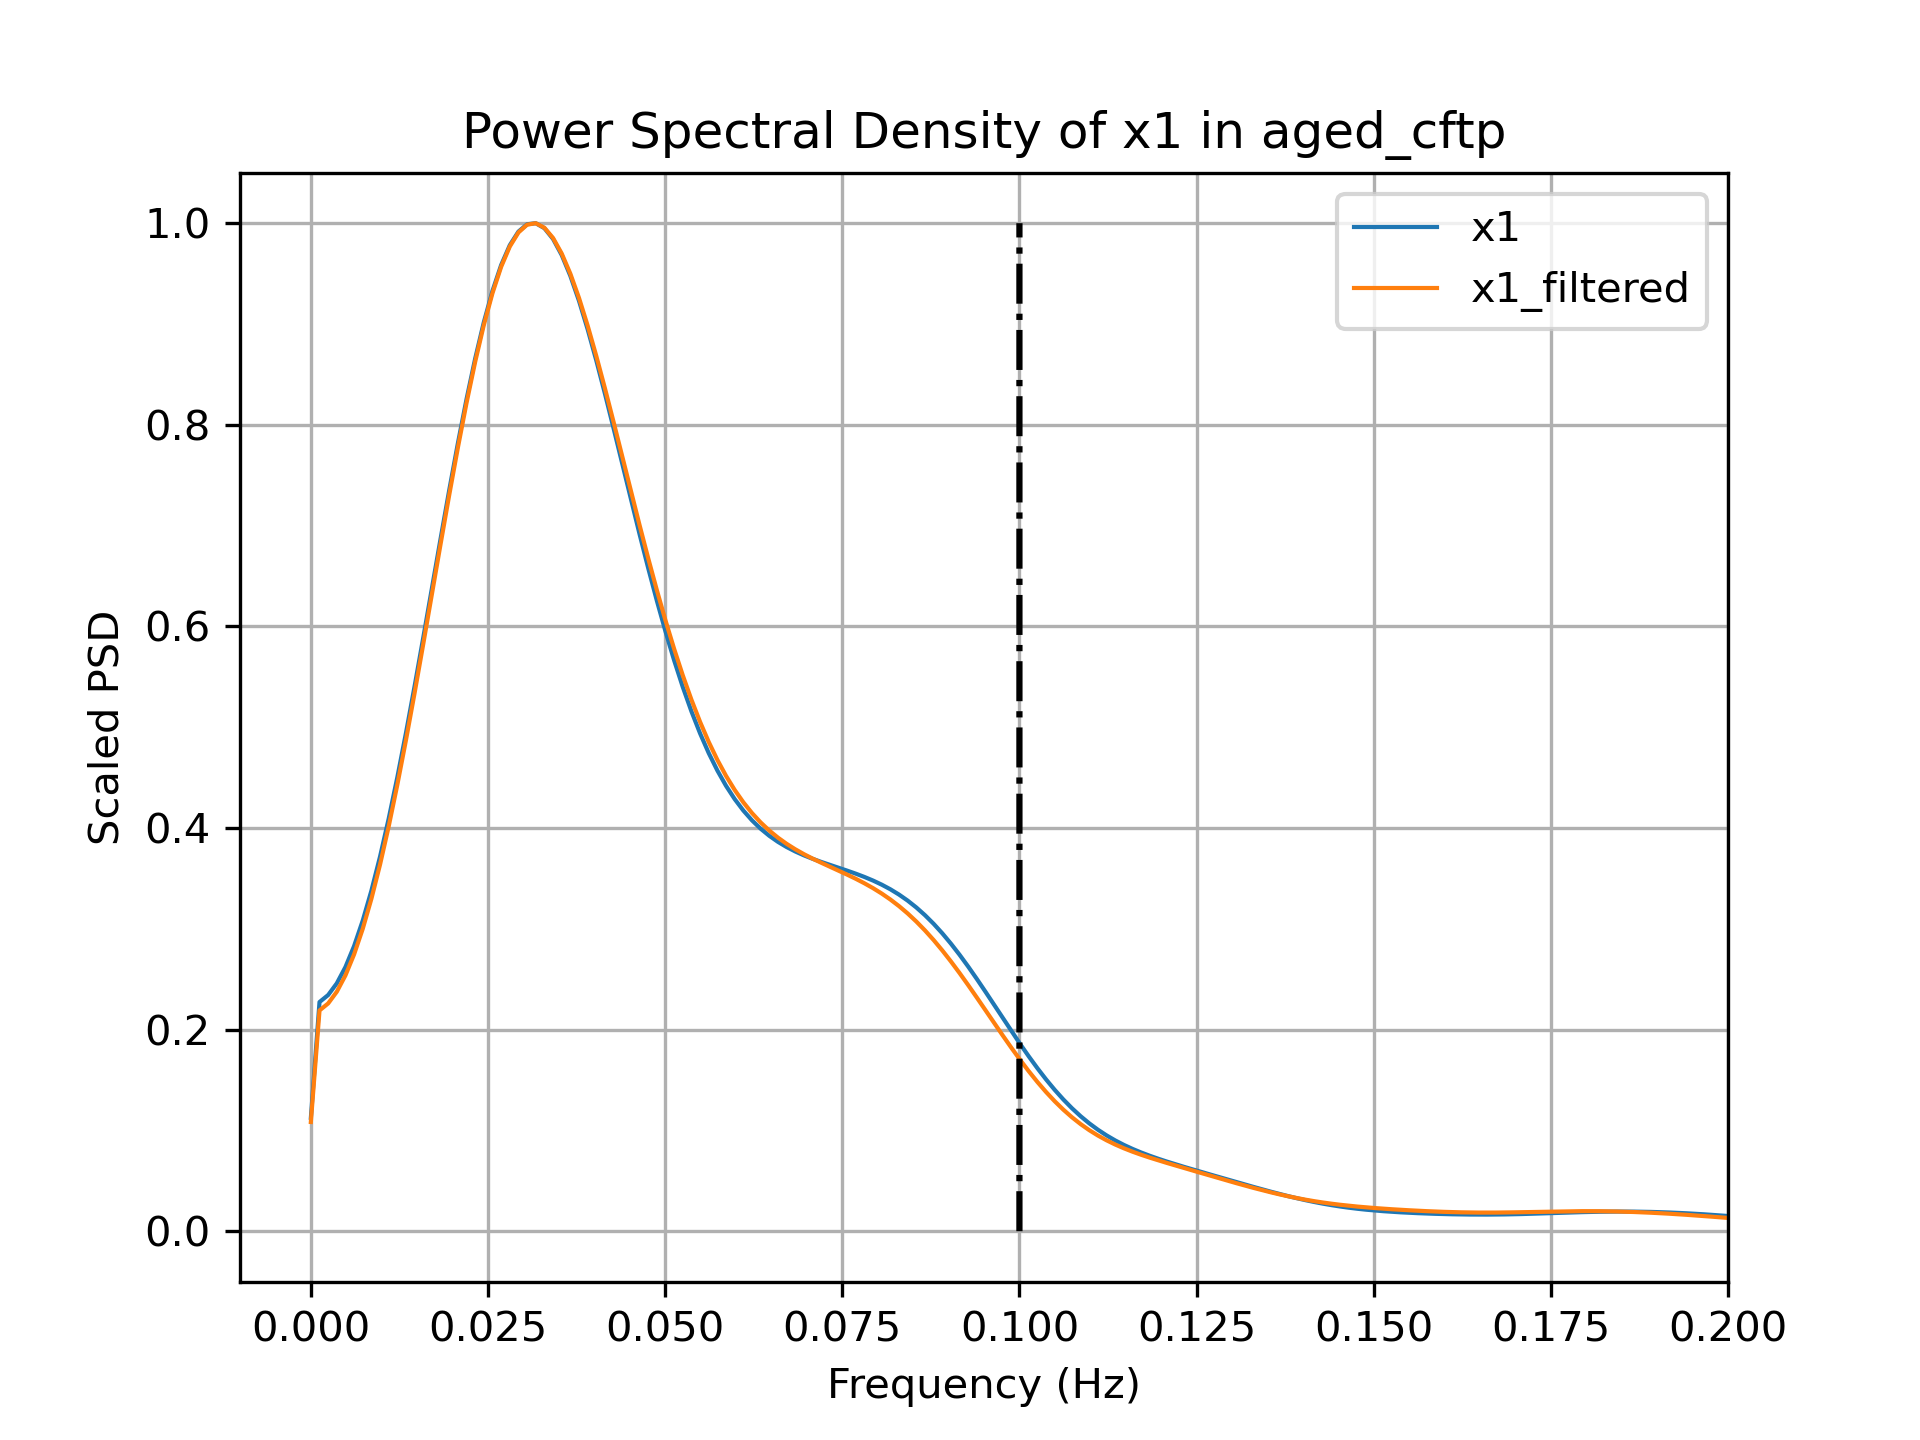 Power Spectral Density of x1 in aged_cftp
x1
x1_filtered
Scaled PSD
1.0
0.8
0.6
0.4
0.2
0.0
0.000 0.025 0.050 0.075 0.100 0.125 0.150 0.175 0.200
Frequency (Hz)